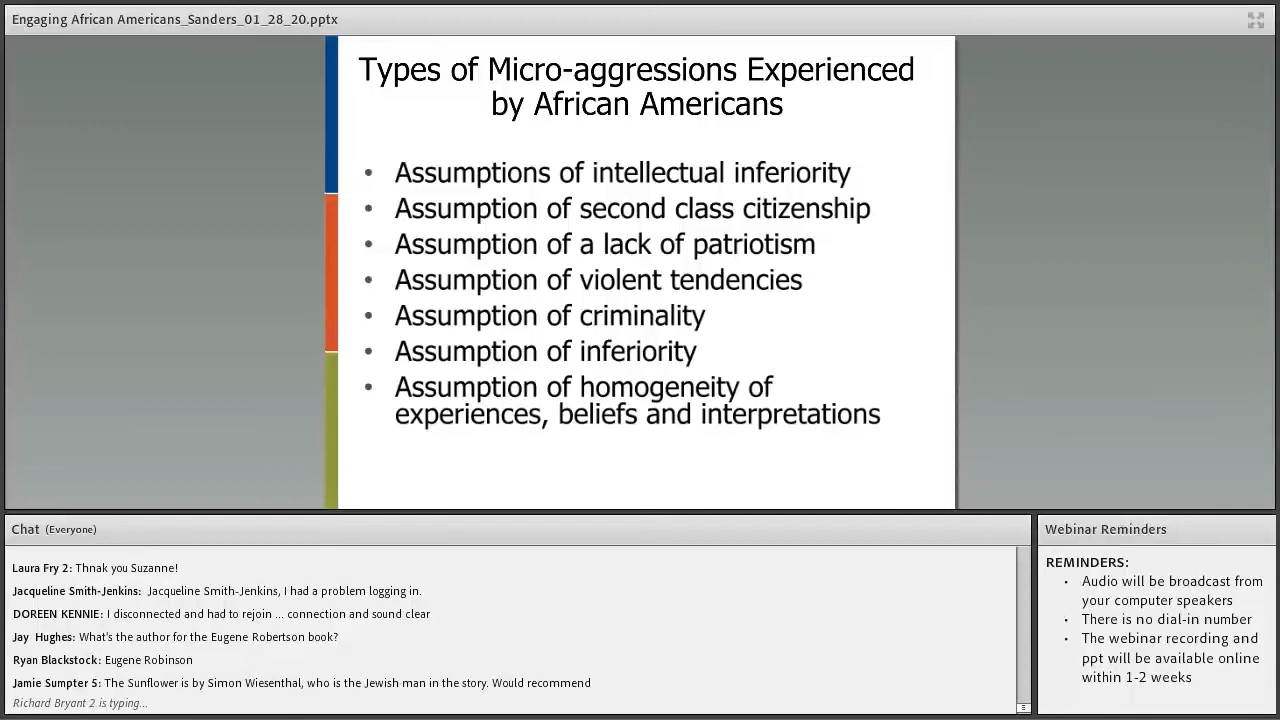 Engaging African Americans_Sanders_01_28_20.pptx
Types of Micro-aggressions Experienced
by African Americans
• Assumptions of intellectual inferiority
• Assumption of second class citizenship
• Assumption of a lack of patriotism
• Assumption of violent tendencies
• Assumption of criminality
• Assumption of inferiority
• Assumption of homogeneity of
experiences, beliefs and interpretations
Chat (Everyone)
Laura Fry 2: Thnak you Suzanne!
Jacqueline Smith-Jenkins: Jacqueline Smith-Jenkins, I had a problem logging in.
DOREEN KENNIE: I disconnected and had to rejoin ... connection and sound clear
Jay Hughes: What's the author for the Eugene Robertson book?
Ryan Blackstock: Eugene Robinson
Jamie Sumpter 5: The Sunflower is by Simon Wiesenthal, who is the Jewish man in the story. Would recommend
Richard Bryant 2 is typing...
Webinar Reminders
REMINDERS:
• Audio will be broadcast from
your computer speakers
• There is no dial-in number
• The webinar recording and
ppt will be available online
within 1-2 weeks